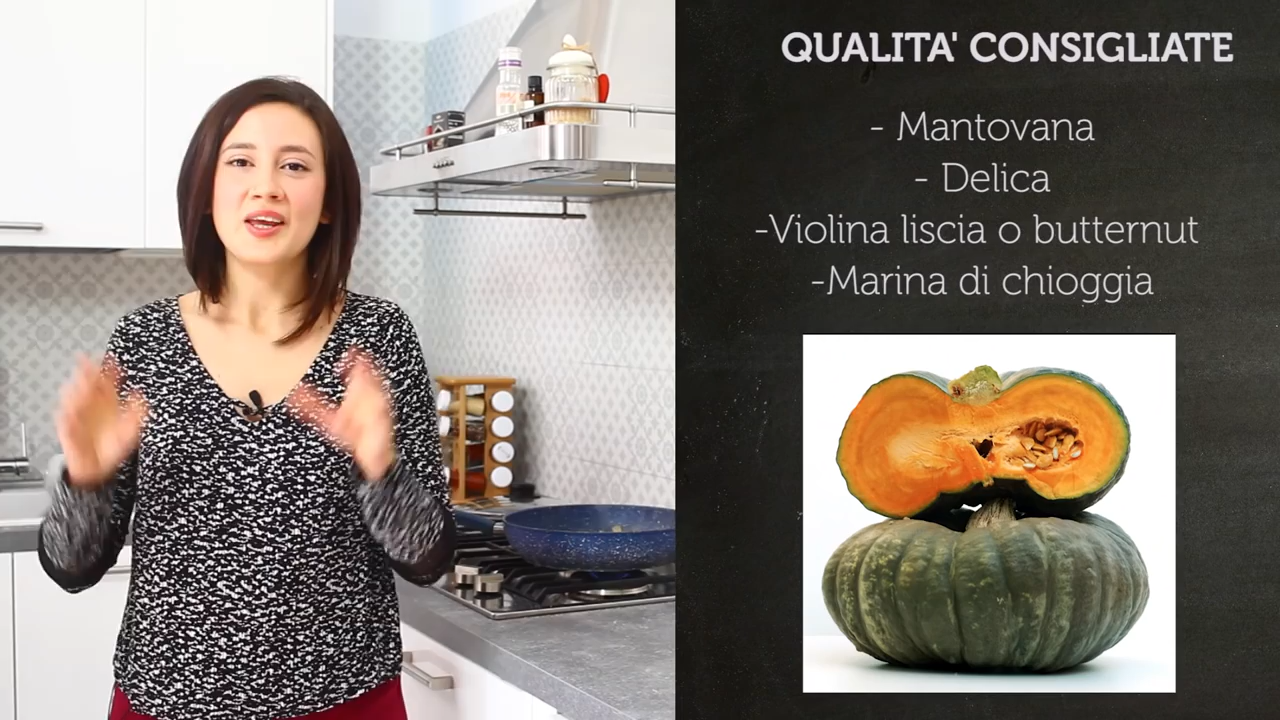 QUALITA' CONSIGLIATE
- Mantovana
- Delica
-Violina liscia o butternut
-Marina di chioggia